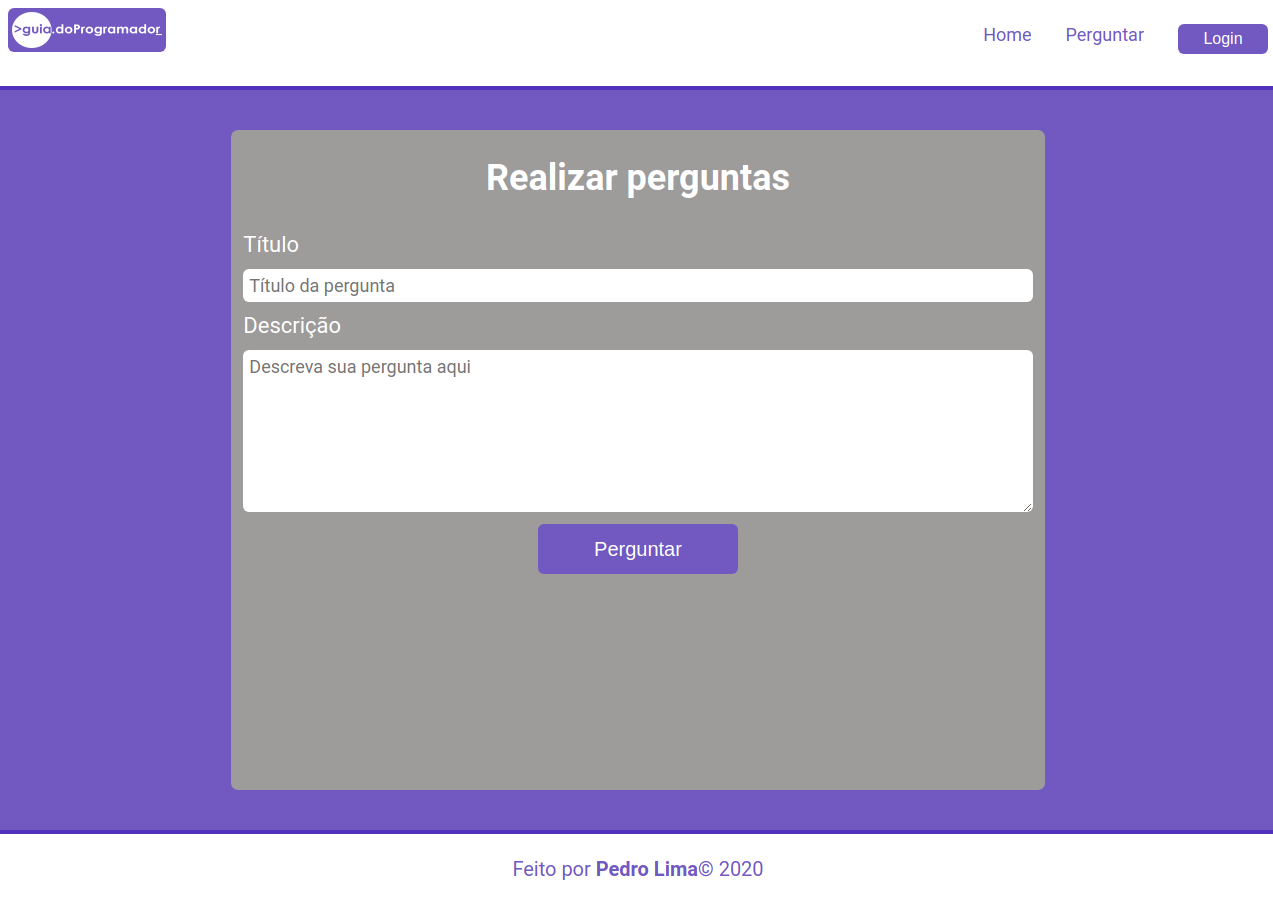 >guia.doProgramador_
Home Perguntar Login
Realizar perguntas
Título
Título da pergunta
Descrição
Descreva sua pergunta aqui
Perguntar
Feito por Pedro Lima© 2020